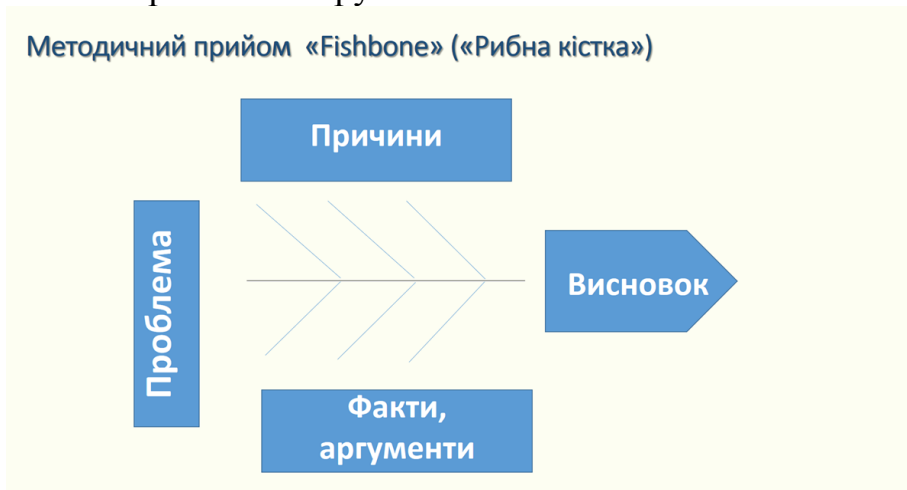 Методичний прийом «Fishbone» («Рибна кістка»)
Причини
Проблема
Висновок
Факти,
аргументи